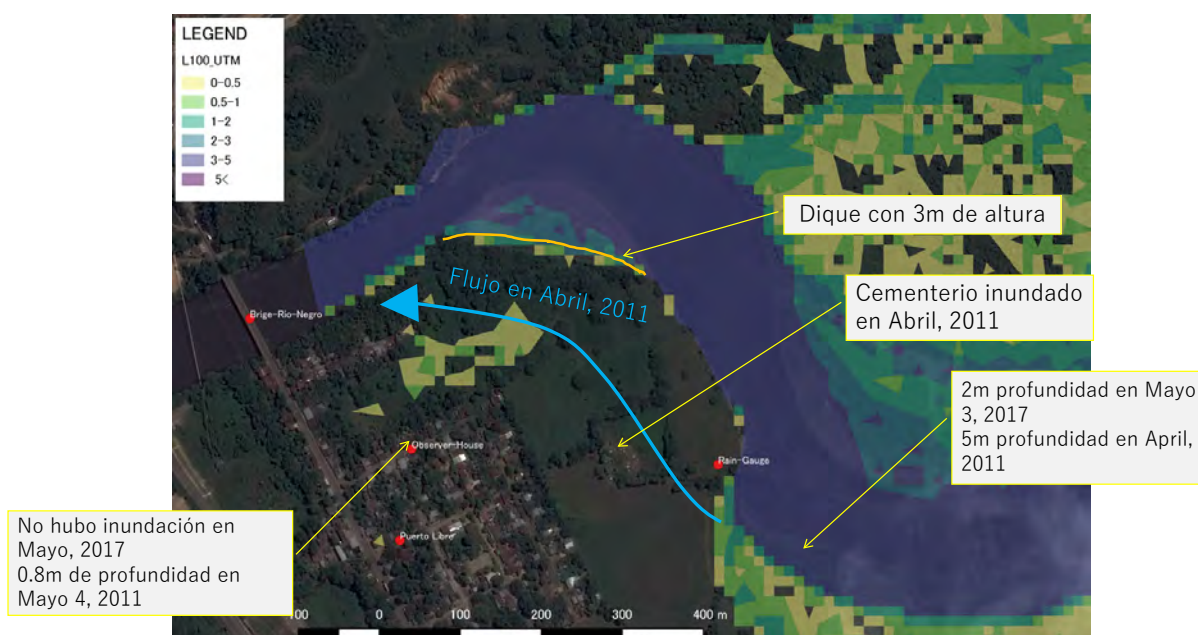 LEGEND
L100_UTM
0-0.5
0.5-1
1-2
2-3
3-5
5<
Dique con 3m de altura
Flujo en Abril, 2011
Cementerio inundado
en Abril, 2011
Brige-Rio-Negro
2m profundidad en Mayo
3, 2017
5m profundidad en April,
2011
Observer-House
Rain-Gauge
No hubo inundación en
Mayo, 2017
0.8m de profundidad en
Mayo 4, 2011
Puerto Libre
00 0 100 200 300 400 m